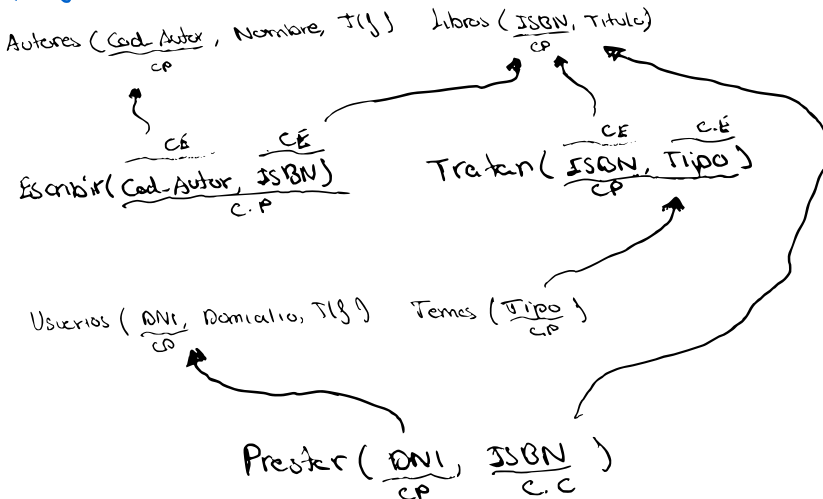 Autores (Cod_Autor, Nombre, Tlf) Libros (ISBN, Titulo)
CP CP
CE CE CE C.E
Escribir(Cod_Autor, ISBN) Tratan(ISBN, Tipo)
C.P CP
Usuarios (DNI, Domicilio, Tlf) Temas (Tipo)
CP C.P
Prestar (DNI, ISBN)
CP C.C